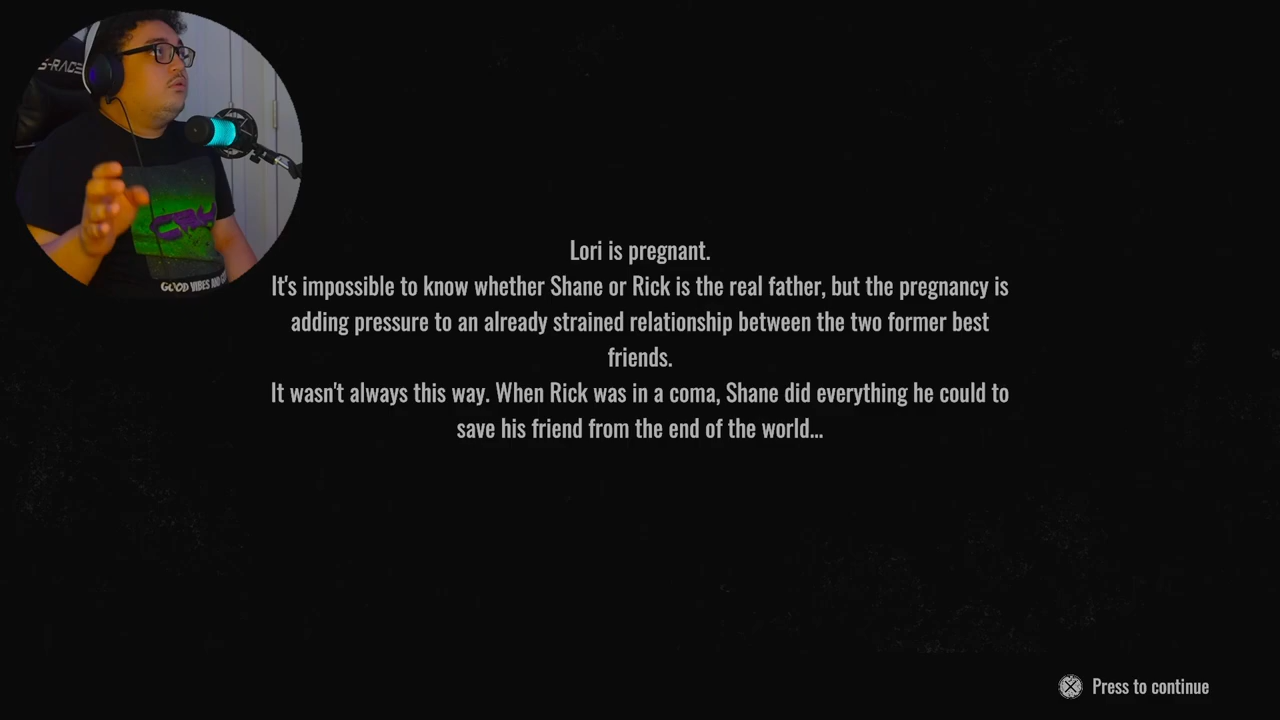 S-RACE
GOOD VIBES AND
Lori is pregnant.
It's impossible to know whether Shane or Rick is the real father, but the pregnancy is
adding pressure to an already strained relationship between the two former best
friends.
It wasn't always this way. When Rick was in a coma, Shane did everything he could to
save his friend from the end of the world...
Press to continue